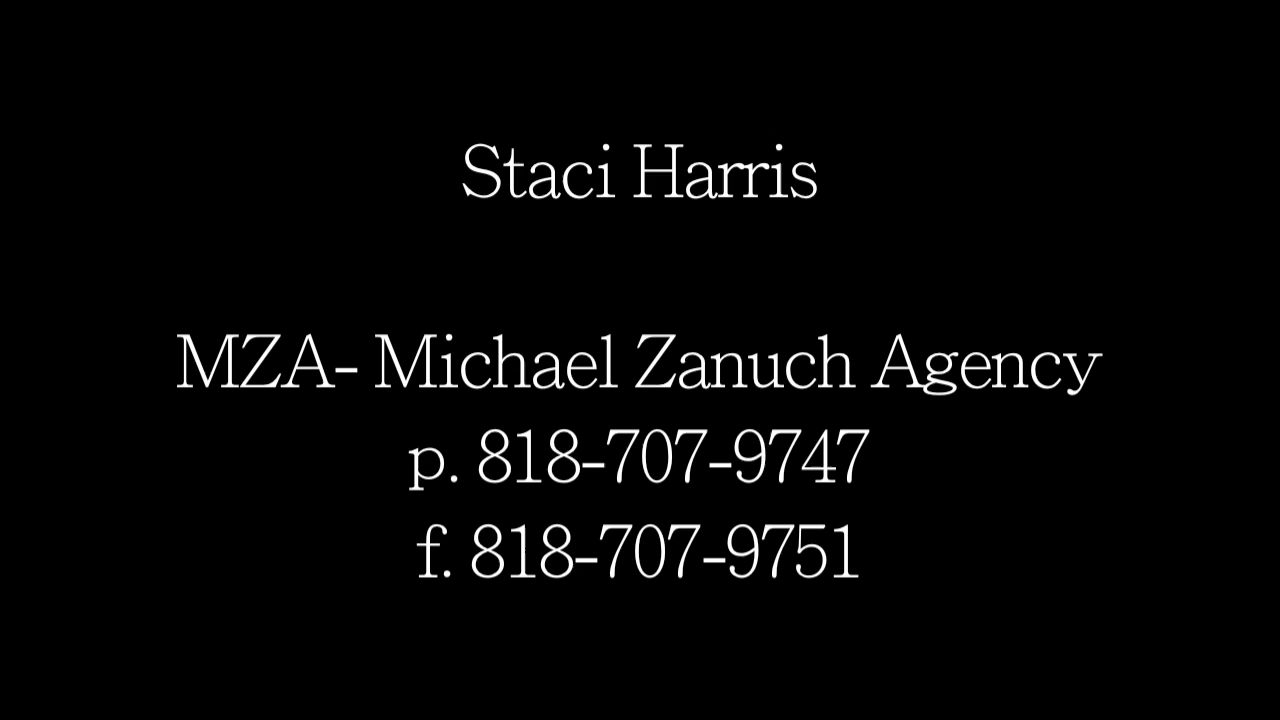 Staci Harris
MZA- Michael Zanuch Agency
p. 818-707-9747
f. 818-707-9751